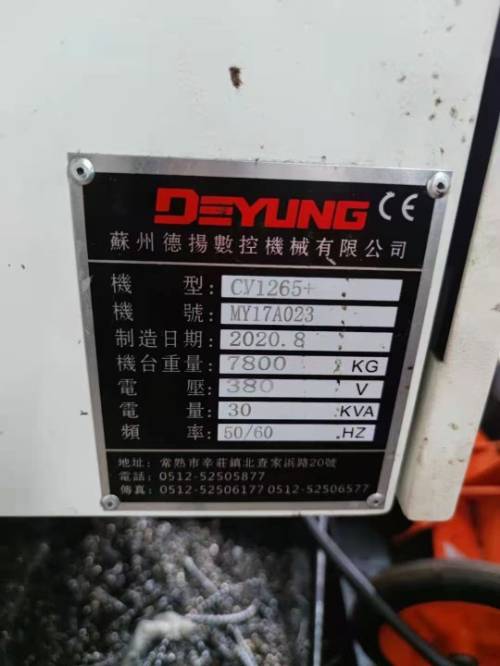 DEYUNG CE
蘇州德揚數控機械有限公司
機 型: CV1265+
機 號: MY17A023
制造日期: 2020.8
機台重量: 7800 KG
電 壓: 380 V
電 量: 30 KVA
頻 率: 50/60 HZ
地址: 常熟市辛莊鎮北查家浜路20號
電話: 0512-52505877
傳真: 0512-52506177 0512-52506577